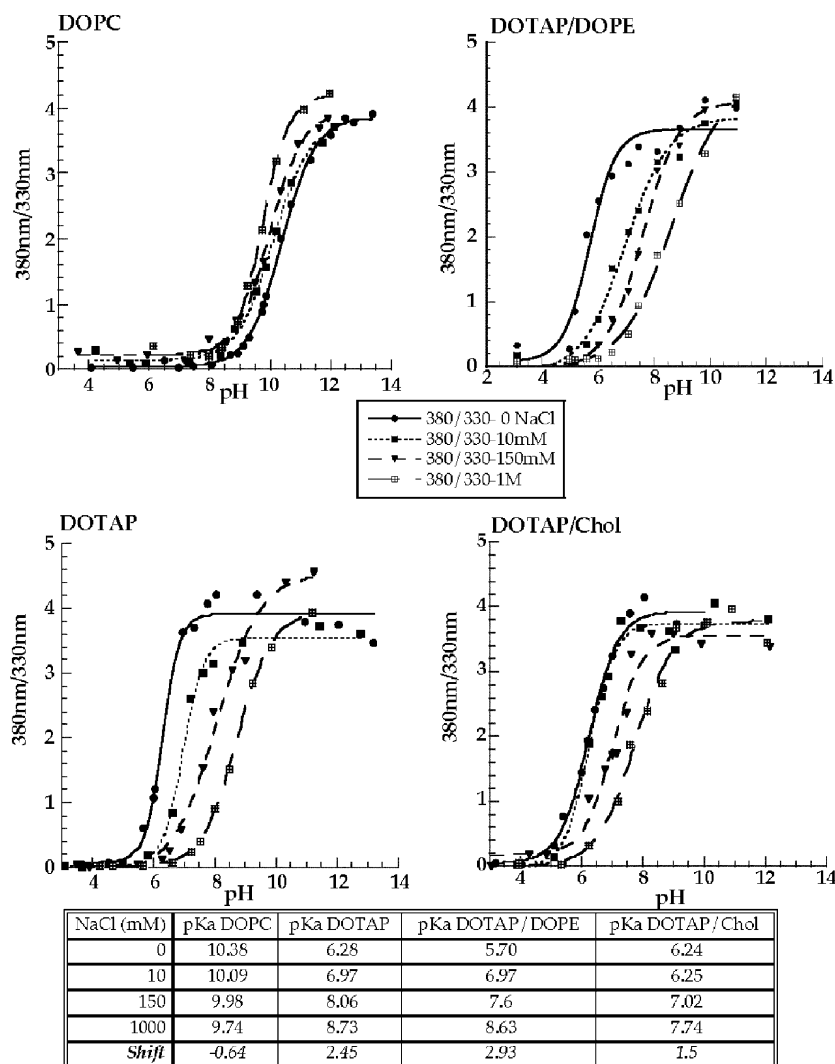 DOPC
5
4
3
2
1
0
380nm/330nm
4 6 8 10 12 14
pH
DOTAP/DOPE
5
4
3
2
1
0
380nm/330nm
2 4 6 8 10 12 14
pH
380/330- 0 NaCl
380/330-10mM
380/330-150mM
380/330-1M
DOTAP
5
4
3
2
1
0
380nm/330nm
4 6 8 10 12 14
pH
DOTAP/Chol
5
4
3
2
1
0
380nm/330nm
4 6 8 10 12 14
pH
NaCl (mM) pKa DOPC pKa DOTAP pKa DOTAP/DOPE pKa DOTAP/Chol
0 10.38 6.28 5.70 6.24
10 10.09 6.97 6.97 6.25
150 9.98 8.06 7.6 7.02
1000 9.74 8.73 8.63 7.74
Shift -0.64 2.45 2.93 1.5